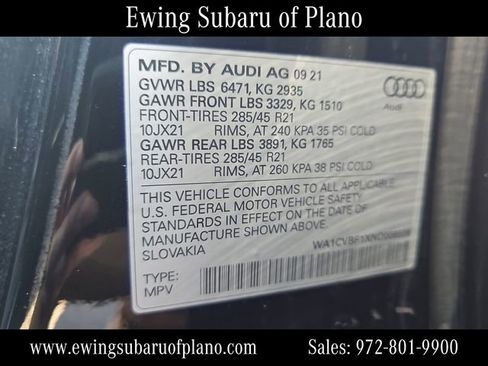 Ewing Subaru of Plano
MFD. BY AUDI AG 09 21
GVWR LBS 6471, KG 2935
GAWR FRONT LBS 3329, KG 1510
FRONT-TIRES 285/45 R21
10JX21 RIMS, AT 240 KPA 35 PSI COLD
GAWR REAR LBS 3891, KG 1765
REAR-TIRES 285/45 R21
10JX21 RIMS, AT 260 KPA 38 PSI COLD
THIS VEHICLE CONFORMS TO ALL APPLICABLE
U.S. FEDERAL MOTOR VEHICLE SAFETY
STANDARDS IN EFFECT ON THE DATE OF
MANUFACTURE SHOWN ABOVE.
SLOVAKIA
TYPE:
MPV
Audi
www.ewingsubaruofplano.com Sales: 972-801-9900